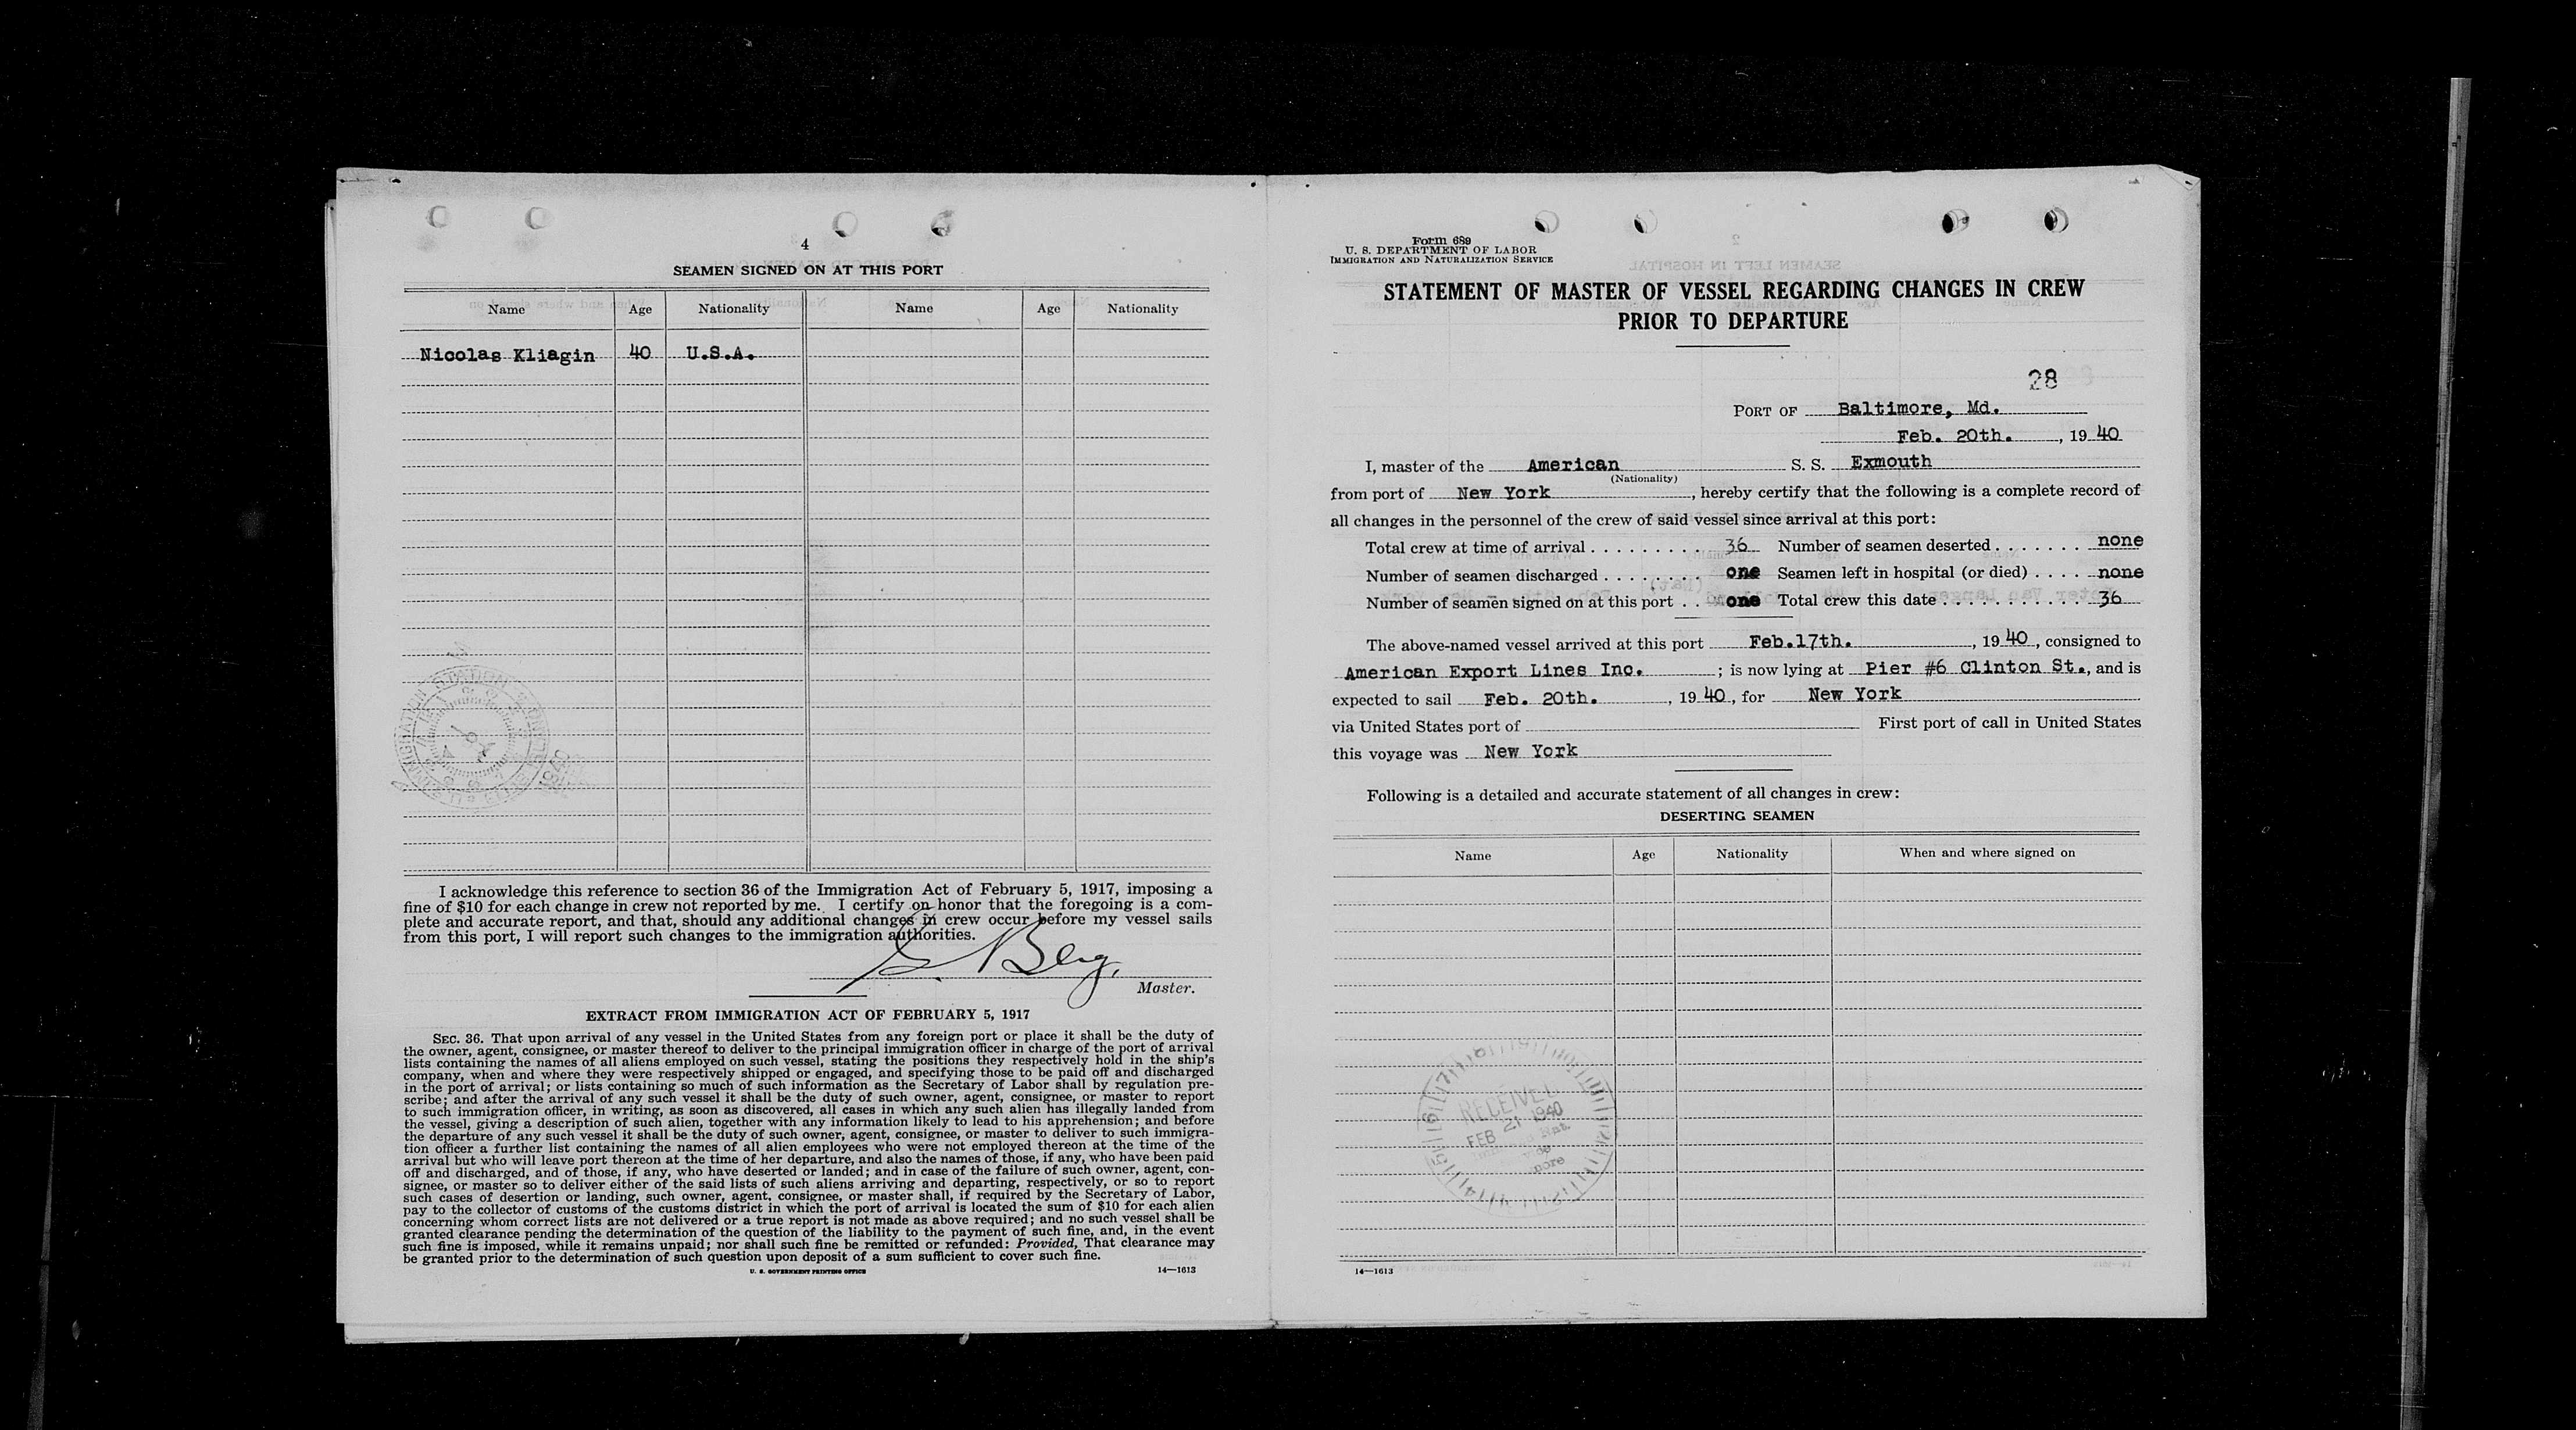 4
SEAMEN SIGNED ON AT THIS PORT
Name Age Nationality Name Age Nationality
Nicolas Kliagin 40 U.S.A.
I acknowledge this reference to section 36 of the Immigration Act of February 5, 1917, imposing a
fine of $10 for each change in crew not reported by me. I certify on honor that the foregoing is a com-
plete and accurate report, and that, should any additional changes in crew occur before my vessel sails
from this port, I will report such changes to the immigration authorities.
Berg,
Master.
EXTRACT FROM IMMIGRATION ACT OF FEBRUARY 5, 1917
SEC. 36. That upon arrival of any vessel in the United States from any foreign port or place it shall be the duty of
the owner, agent, consignee, or master thereof to deliver to the principal immigration officer in charge of the port of arrival
lists containing the names of all aliens employed on such vessel, stating the positions they respectively hold in the ship's
company, when and where they were respectively shipped or engaged, and specifying those to be paid off and discharged
in the port of arrival; or lists containing so much of such information as the Secretary of Labor shall by regulation pre-
scribe; and after the arrival of any such vessel it shall be the duty of such owner, agent, consignee, or master to report
to such immigration officer, in writing, as soon as discovered, all cases in which any such alien has illegally landed from
the vessel, giving a description of such alien, together with any information likely to lead to his apprehension; and before
the departure of any such vessel it shall be the duty of such owner, agent, consignee, or master to deliver to such immigra-
tion officer a further list containing the names of all alien employees who were not employed thereon at the time of the
arrival but who will leave port thereon at the time of her departure, and also the names of those, if any, who have been paid
off and discharged, and of those, if any, who have deserted or landed; and in case of the failure of such owner, agent, con-
signee, or master so to deliver either of the said lists of such aliens arriving and departing, respectively, or so to report
such cases of desertion or landing, such owner, agent, consignee, or master shall, if required by the Secretary of Labor,
pay to the collector of customs of the customs district in which the port of arrival is located the sum of $10 for each alien
concerning whom correct lists are not delivered or a true report is not made as above required; and no such vessel shall be
granted clearance pending the determination of the question of the liability to the payment of such fine, and, in the event
such fine is imposed, while it remains unpaid; nor shall such fine be remitted or refunded: Provided, That clearance may
be granted prior to the determination of such question upon deposit of a sum sufficient to cover such fine.
U. S. GOVERNMENT PRINTING OFFICE 14—1613
Form 689
U. S. DEPARTMENT OF LABOR
IMMIGRATION AND NATURALIZATION SERVICE
STATEMENT OF MASTER OF VESSEL REGARDING CHANGES IN CREW
PRIOR TO DEPARTURE
28
PORT OF Baltimore, Md.
Feb. 20th., 19 40
I, master of the American S. S. Exmouth
(Nationality)
from port of New York, hereby certify that the following is a complete record of
all changes in the personnel of the crew of said vessel since arrival at this port:
Total crew at time of arrival . . . . . . . . . 36 Number of seamen deserted . . . . . . . none
Number of seamen discharged . . . . . . . . one Seamen left in hospital (or died) . . . . none
Number of seamen signed on at this port . . one Total crew this date . . . . . . . . . . . . 36
The above-named vessel arrived at this port Feb.17th., 19 40, consigned to
American Export Lines Inc. ; is now lying at Pier #6 Clinton St., and is
expected to sail Feb. 20th. , 19 40, for New York
via United States port of First port of call in United States
this voyage was New York
Following is a detailed and accurate statement of all changes in crew:
DESERTING SEAMEN
Name Age Nationality When and where signed on
RECEIVED
FEB 21 1940
14—1613